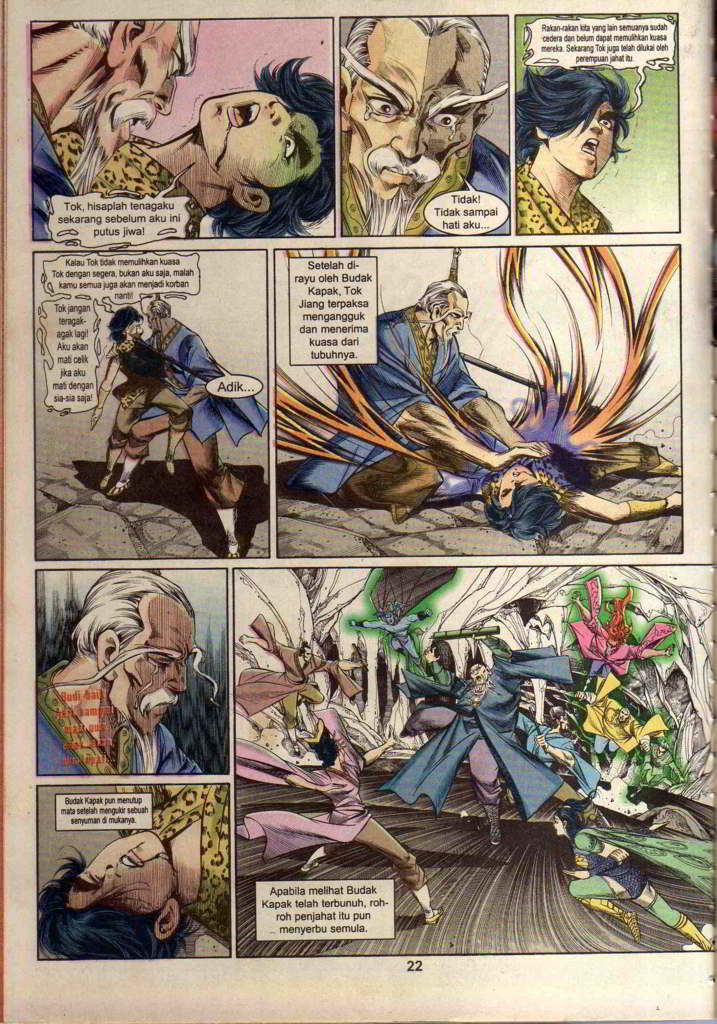 Tok, hisaplah tenagaku
sekarang sebelum aku ini
putus jiwa!
Tidak!
Tidak sampai
hati aku...
Rakan-rakan kita yang lain semuanya sudah
cedera dan belum dapat memulihkan kuasa
mereka. Sekarang Tok juga telah dilukai oleh
perempuan jahat itu.
Kalau Tok tidak memulihkan kuasa
Tok dengan segera, bukan aku saja, malah
kamu semua juga akan menjadi korban
nanti!
Tok jangan
teragak-
agak lagi!
Aku akan
mati celik
jika aku
mati dengan
sia-sia saja!
Adik...
Setelah di-
rayu oleh Budak
Kapak, Tok
Jiang terpaksa
mengangguk
dan menerima
kuasa dari
tubuhnya.
Budak Kapak pun menutup
mata setelah mengukir sebuah
senyuman di mukanya.
Apabila melihat Budak
Kapak telah terbunuh, roh-
roh penjahat itu pun
menyerbu semula.
22